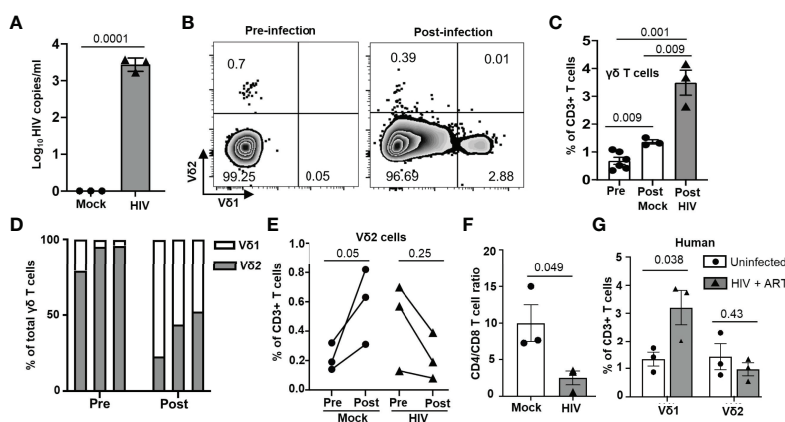 A
0.0001
Log10 HIV copies/ml
5
4
3
2
1
0
Mock
HIV
B
Pre-infection
Post-infection
0.7
99.25
0.05
0.39
0.01
96.69
2.88
Vδ2
Vδ1
C
0.001
0.009
γδ T cells
0.009
% of CD3+ T cells
6
4
2
0
Pre
Post Mock
Post HIV
D
% of total γδ T cells
100
50
0
Vδ1
Vδ2
Pre
Post
E
Vδ2 cells
0.05
0.25
% of CD3+ T cells
1.0
0.8
0.6
0.4
0.2
0.0
Pre Post Pre Post
Mock
HIV
F
0.049
CD4/CD8 T cell ratio
20
15
10
5
0
Mock
HIV
G
Human
Uninfected
HIV + ART
0.038
0.43
% of CD3+ T cells
5
4
3
2
1
0
Vδ1
Vδ2